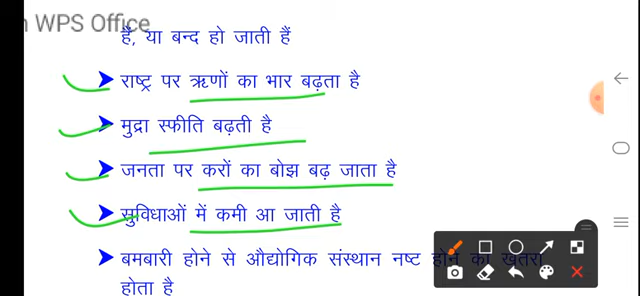 WPS Office
हैं, या बन्द हो जाती हैं
राष्ट्र पर ऋणों का भार बढ़ता है
मुद्रा स्फीति बढ़ती है
जनता पर करों का बोझ बढ़ जाता है
सुविधाओं में कमी आ जाती है
बमबारी होने से औद्योगिक संस्थान नष्ट होने का खतरा
होता है